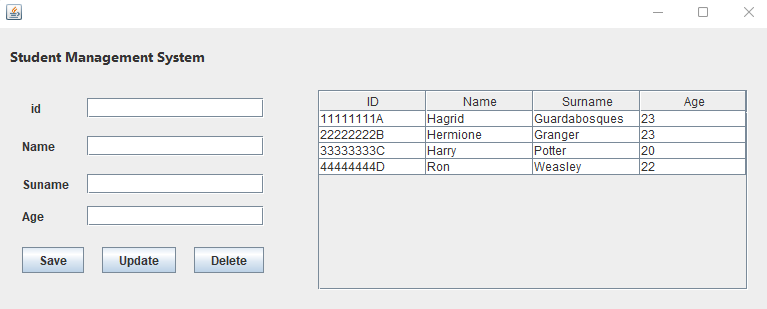 Student Management System
id
Name
Suname
Age
Save Update Delete
ID Name Surname Age
11111111A Hagrid Guardabosques 23
22222222B Hermione Granger 23
33333333C Harry Potter 20
44444444D Ron Weasley 22